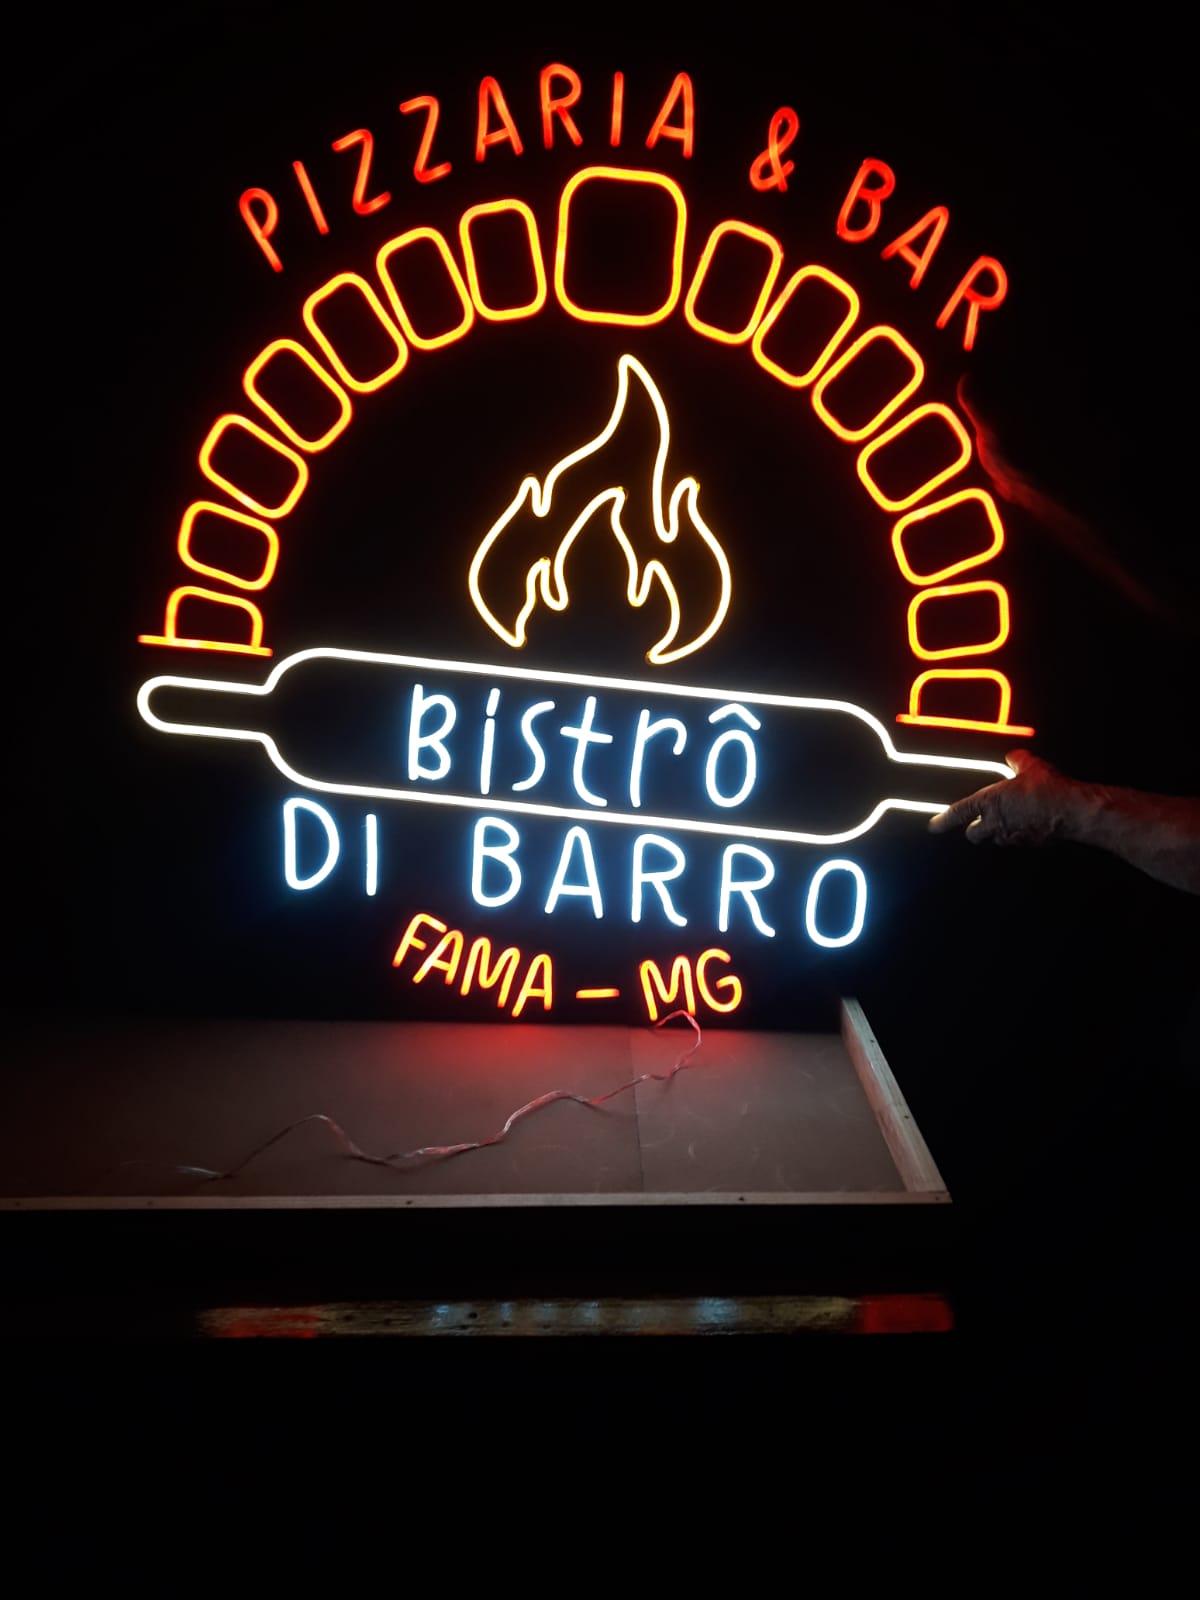 PIZZARIA & BAR
Bistrô
DI BARRO
FAMA - MG